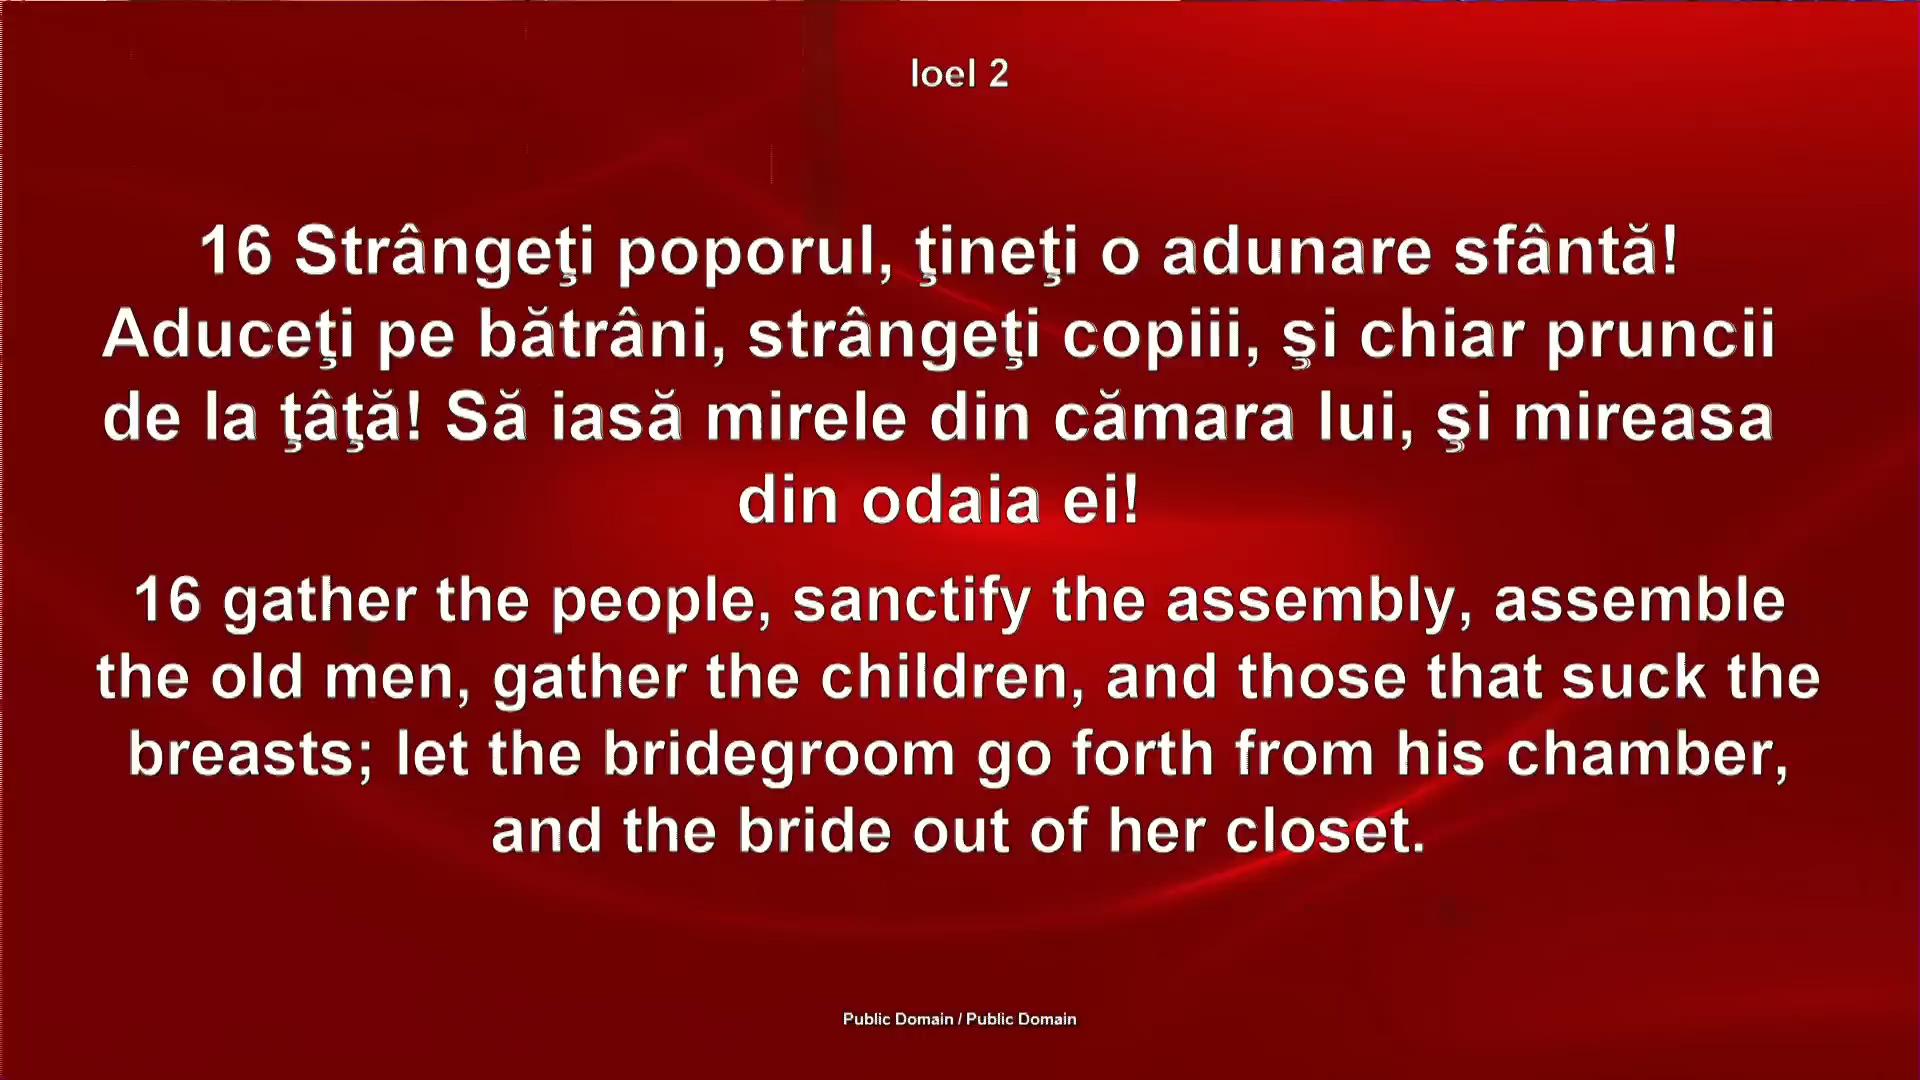 Ioel 2
16 Strângeţi poporul, ţineţi o adunare sfântă!
Aduceţi pe bătrâni, strângeţi copiii, şi chiar pruncii
de la ţâţă! Să iasă mirele din cămara lui, şi mireasa
din odaia ei!
16 gather the people, sanctify the assembly, assemble
the old men, gather the children, and those that suck the
breasts; let the bridegroom go forth from his chamber,
and the bride out of her closet.
Public Domain / Public Domain